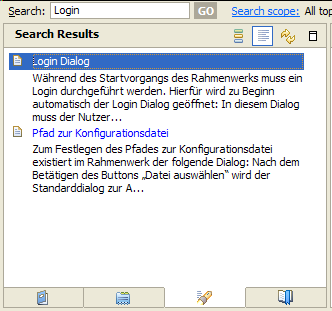 Search: Login GO Search scope: All top
Search Results
Login Dialog
Während des Startvorgangs des Rahmenwerks muss ein
Login durchgeführt werden. Hierfür wird zu Beginn
automatisch der Login Dialog geöffnet: In diesem Dialog
muss der Nutzer...
Pfad zur Konfigurationsdatei
Zum Festlegen des Pfades zur Konfigurationsdatei
existiert im Rahmenwerk der folgende Dialog: Nach dem
Betätigen des Buttons „Datei auswählen“ wird der
Standarddialog zur A...